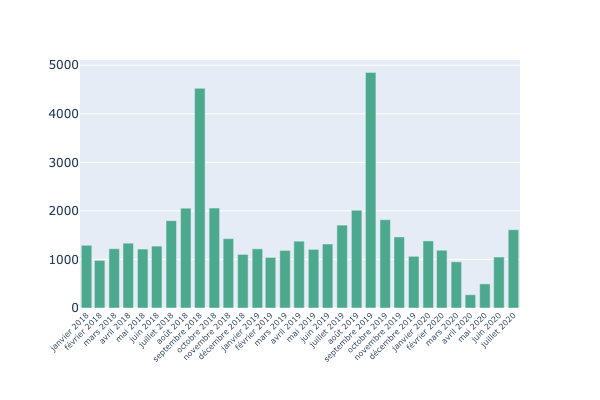 5000
4000
3000
2000
1000
0
janvier 2018
février 2018
mars 2018
avril 2018
mai 2018
juin 2018
juillet 2018
août 2018
septembre 2018
octobre 2018
novembre 2018
décembre 2018
janvier 2019
février 2019
mars 2019
avril 2019
mai 2019
juin 2019
juillet 2019
août 2019
septembre 2019
octobre 2019
novembre 2019
décembre 2019
janvier 2020
février 2020
mars 2020
avril 2020
mai 2020
juin 2020
juillet 2020